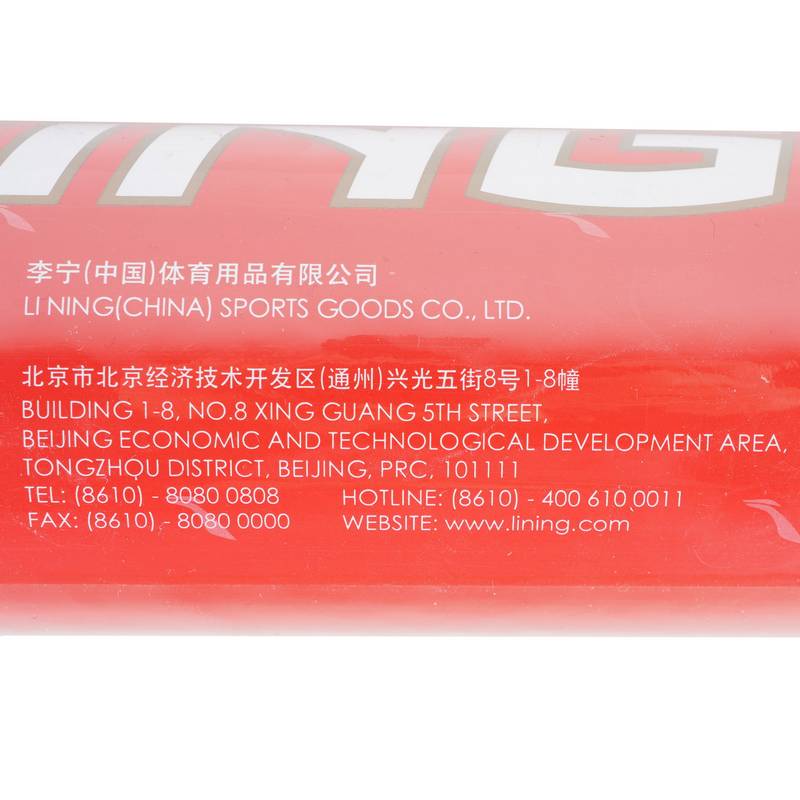 ING
李宁(中国)体育用品有限公司
LI NING(CHINA) SPORTS GOODS CO., LTD.
北京市北京经济技术开发区(通州)兴光五街8号1-8幢
BUILDING 1-8, NO.8 XING GUANG 5TH STREET,
BEIJING ECONOMIC AND TECHNOLOGICAL DEVELOPMENT AREA,
TONGZHOU DISTRICT, BEIJING, PRC, 101111
TEL: (8610) - 8080 0808 HOTLINE: (8610) - 400 610 0011
FAX: (8610) - 8080 0000 WEBSITE: www.lining.com